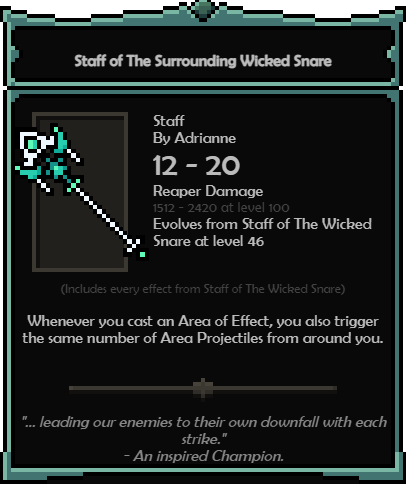 Staff of The Surrounding Wicked Snare
Staff
By Adrianne
12 - 20
Reaper Damage
1512 - 2420 at level 100
Evolves from Staff of The Wicked
Snare at level 46
(Includes every effect from Staff of The Wicked Snare)
Whenever you cast an Area of Effect, you also trigger
the same number of Area Projectiles from around you.
"... leading our enemies to their own downfall with each
strike."
- An inspired Champion.